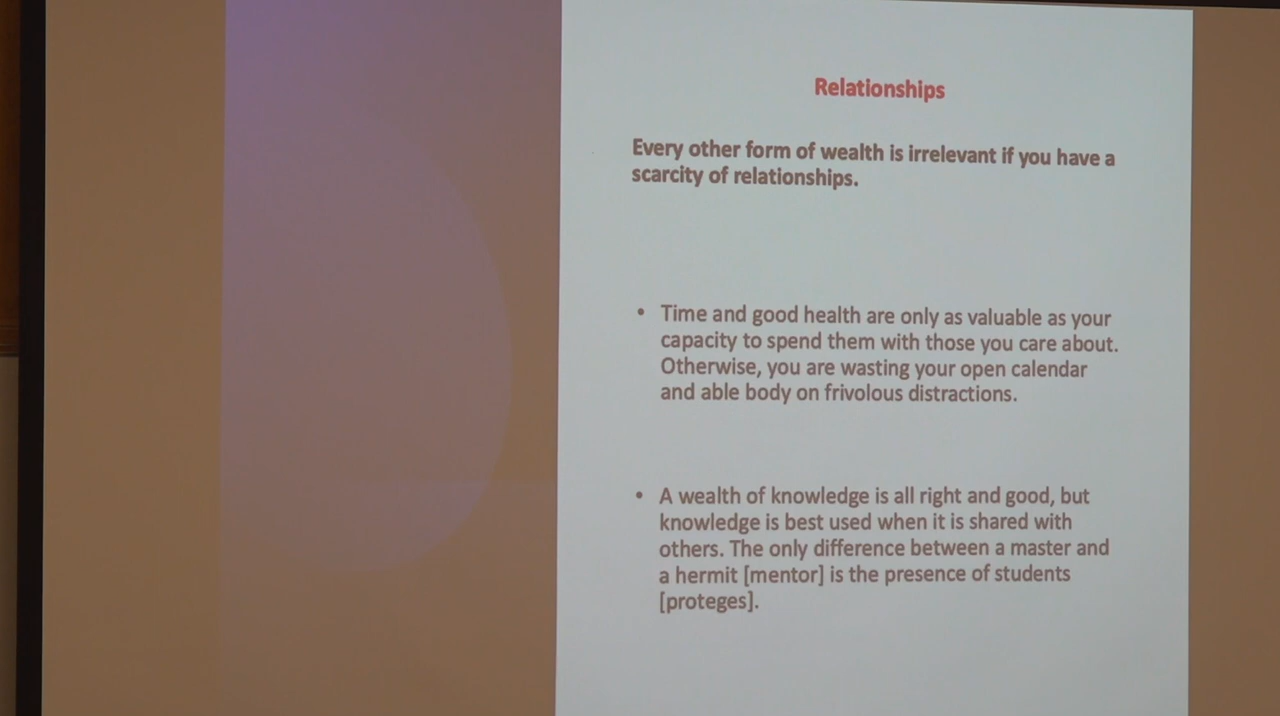 Relationships
Every other form of wealth is irrelevant if you have a
scarcity of relationships.
• Time and good health are only as valuable as your
capacity to spend them with those you care about.
Otherwise, you are wasting your open calendar
and able body on frivolous distractions.
• A wealth of knowledge is all right and good, but
knowledge is best used when it is shared with
others. The only difference between a master and
a hermit [mentor] is the presence of students
[proteges].